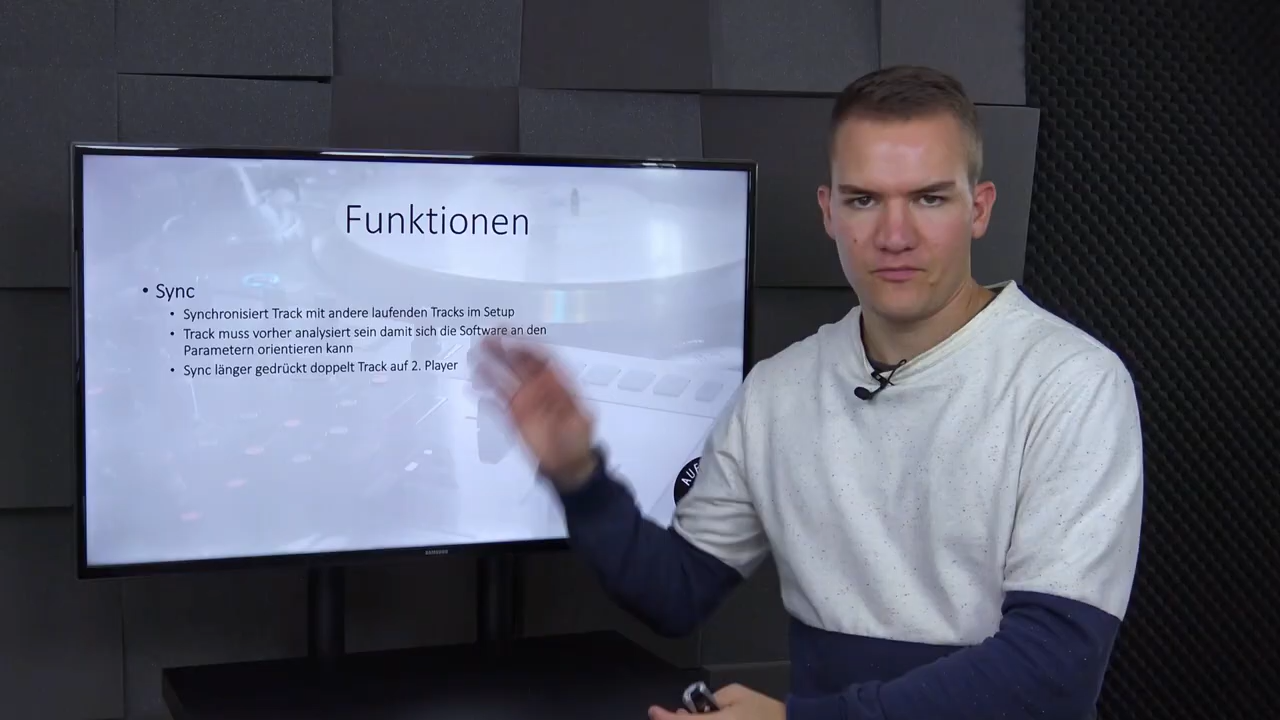 Funktionen
• Sync
• Synchronisiert Track mit andere laufenden Tracks im Setup
• Track muss vorher analysiert sein damit sich die Software an den
Parametern orientieren kann
• Sync länger gedrückt doppelt Track auf 2. Player
SAMSUNG